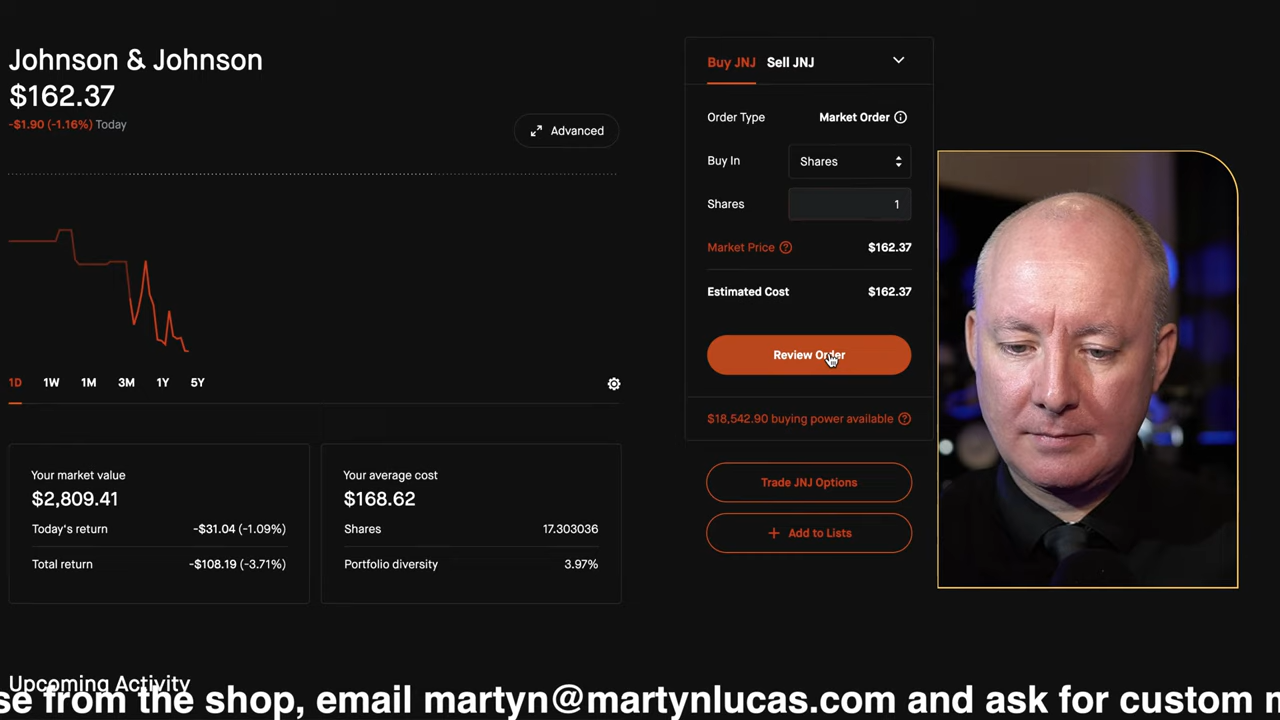 Johnson & Johnson
$162.37
-$1.90 (-1.16%) Today
Advanced
1D 1W 1M 3M 1Y 5Y
Your market value
$2,809.41
Today's return -$31.04 (-1.09%)
Total return -$108.19 (-3.71%)
Your average cost
$168.62
Shares 17.303036
Portfolio diversity 3.97%
Buy JNJ Sell JNJ
Order Type Market Order
Buy In Shares
Shares 1
Market Price $162.37
Estimated Cost $162.37
Review Order
$18,542.90 buying power available
Trade JNJ Options
+ Add to Lists
Upcoming Activity
from the shop, email martyn@martynlucas.com and ask for custom